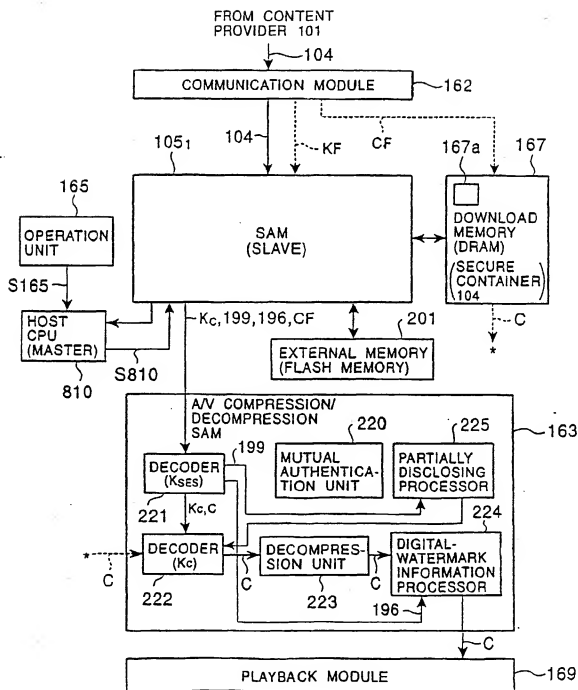 FROM CONTENT
PROVIDER 101
104
COMMUNICATION MODULE
162
104
KF
CF
105₁
SAM
(SLAVE)
167
167a
DOWNLOAD
MEMORY
(DRAM)
(SECURE
CONTAINER)
104
C
*
165
OPERATION
UNIT
S165
HOST
CPU
(MASTER)
810
S810
Kc,199,196,CF
201
EXTERNAL MEMORY
(FLASH MEMORY)
A/V COMPRESSION/
DECOMPRESSION
SAM
163
199
220
225
DECODER
(KSES)
221
MUTUAL
AUTHENTICA-
TION UNIT
PARTIALLY
DISCLOSING
PROCESSOR
Kc,C
224
*
C
DECODER
(Kc)
222
C
DECOMPRES-
SION UNIT
223
C
DIGITAL-
WATERMARK
INFORMATION
PROCESSOR
196
C
PLAYBACK MODULE
169